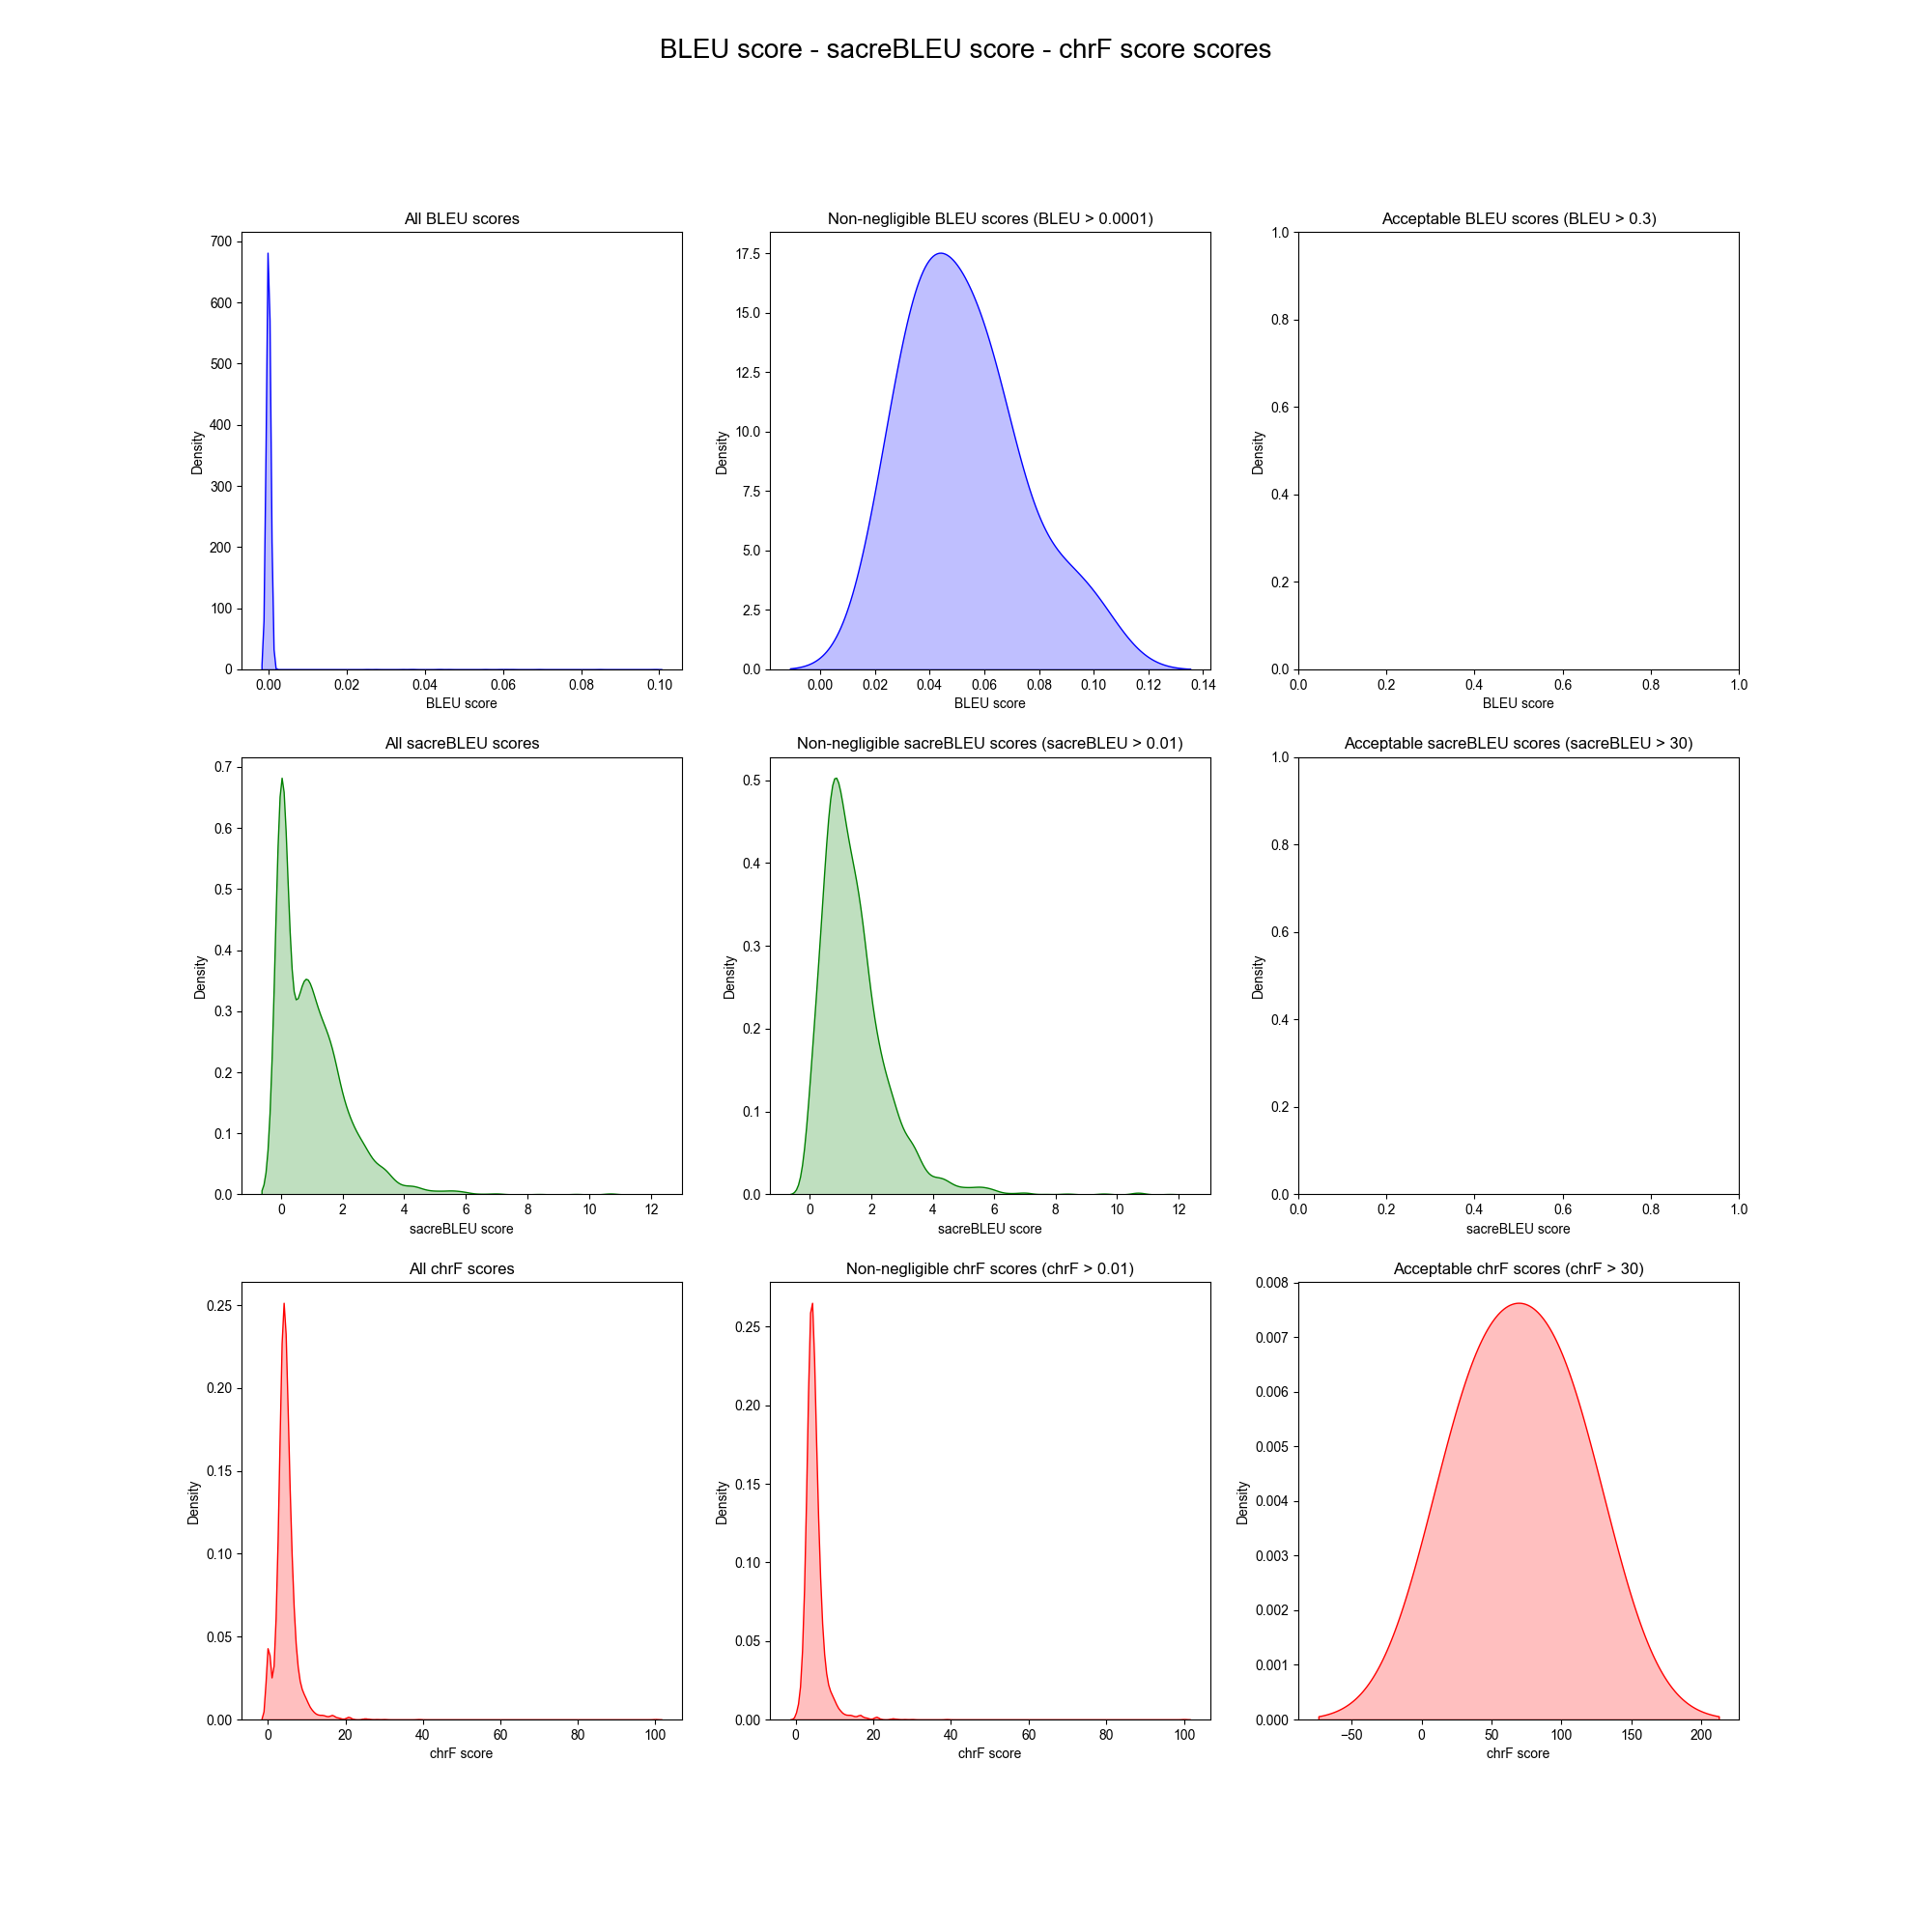 BLEU score - sacreBLEU score - chrF score scores
All BLEU scores
700
600
500
400
300
200
100
0
Density
0.00 0.02 0.04 0.06 0.08 0.10
BLEU score
Non-negligible BLEU scores (BLEU > 0.0001)
17.5
15.0
12.5
10.0
7.5
5.0
2.5
0.0
Density
0.00 0.02 0.04 0.06 0.08 0.10 0.12 0.14
BLEU score
Acceptable BLEU scores (BLEU > 0.3)
1.0
0.8
0.6
0.4
0.2
0.0
Density
0.0 0.2 0.4 0.6 0.8 1.0
BLEU score
All sacreBLEU scores
0.7
0.6
0.5
0.4
0.3
0.2
0.1
0.0
Density
0 2 4 6 8 10 12
sacreBLEU score
Non-negligible sacreBLEU scores (sacreBLEU > 0.01)
0.5
0.4
0.3
0.2
0.1
0.0
Density
0 2 4 6 8 10 12
sacreBLEU score
Acceptable sacreBLEU scores (sacreBLEU > 30)
1.0
0.8
0.6
0.4
0.2
0.0
Density
0.0 0.2 0.4 0.6 0.8 1.0
sacreBLEU score
All chrF scores
0.25
0.20
0.15
0.10
0.05
0.00
Density
0 20 40 60 80 100
chrF score
Non-negligible chrF scores (chrF > 0.01)
0.25
0.20
0.15
0.10
0.05
0.00
Density
0 20 40 60 80 100
chrF score
Acceptable chrF scores (chrF > 30)
0.008
0.007
0.006
0.005
0.004
0.003
0.002
0.001
0.000
Density
−50 0 50 100 150 200
chrF score